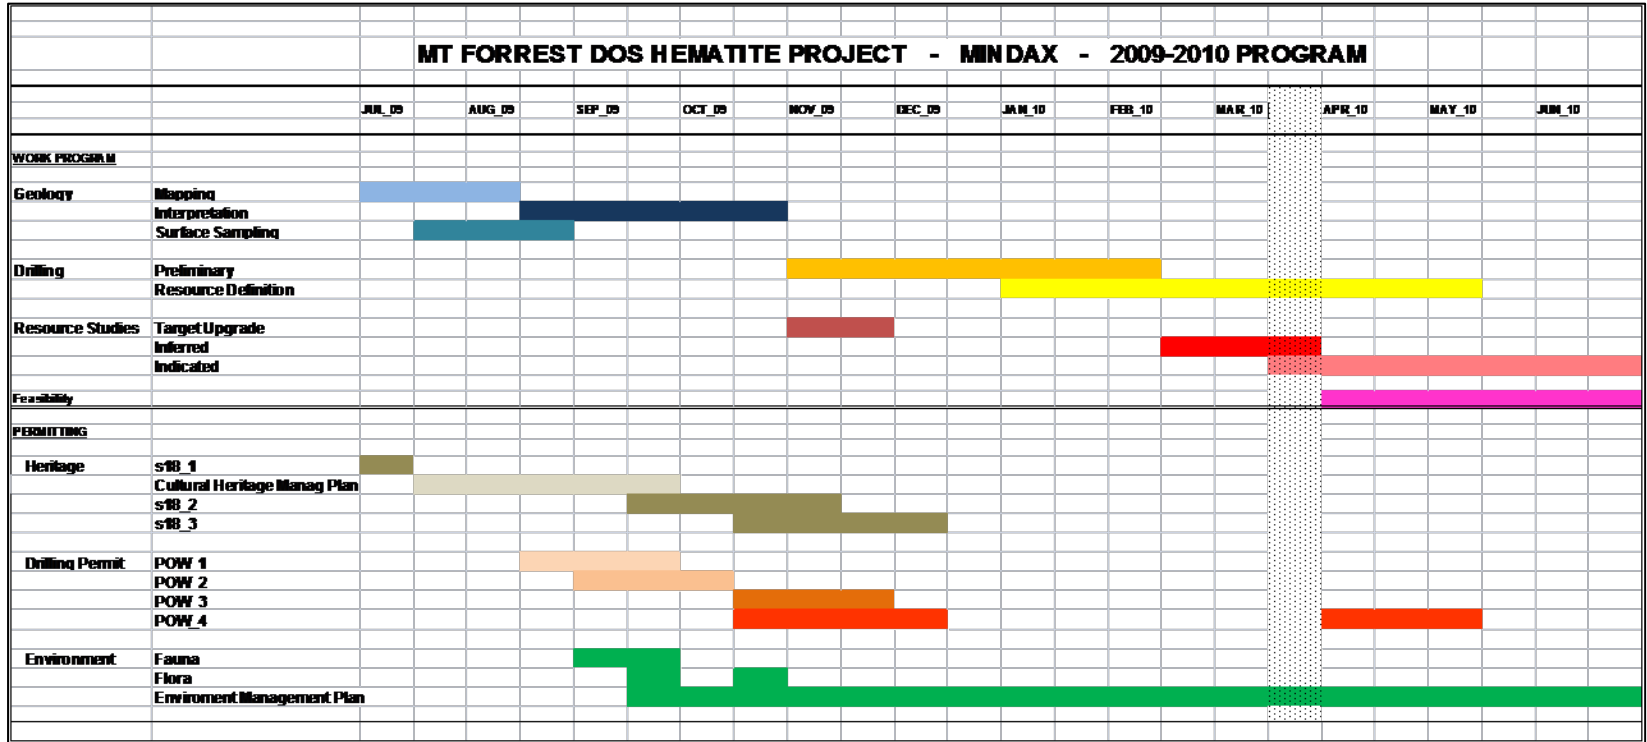 MT FORREST DOS HEMATITE PROJECT - MINDAX - 2009-2010 PROGRAM
JUL_09 AUG_09 SEP_09 OCT_09 NOV_09 DEC_09 JAN_10 FEB_10 MAR_10 APR_10 MAY_10 JUN_10
WORK PROGRAM
Geology Mapping
Interpretation
Surface Sampling
Drilling Preliminary
Resource Definition
Resource Studies Target Upgrade
Inferred
Indicated
Feasibility
PERMITTING
Heritage s18_1
Cultural Heritage Manag Plan
s18_2
s18_3
Drilling Permit POW 1
POW 2
POW 3
POW_4
Environment Fauna
Flora
Enviroment Management Plan